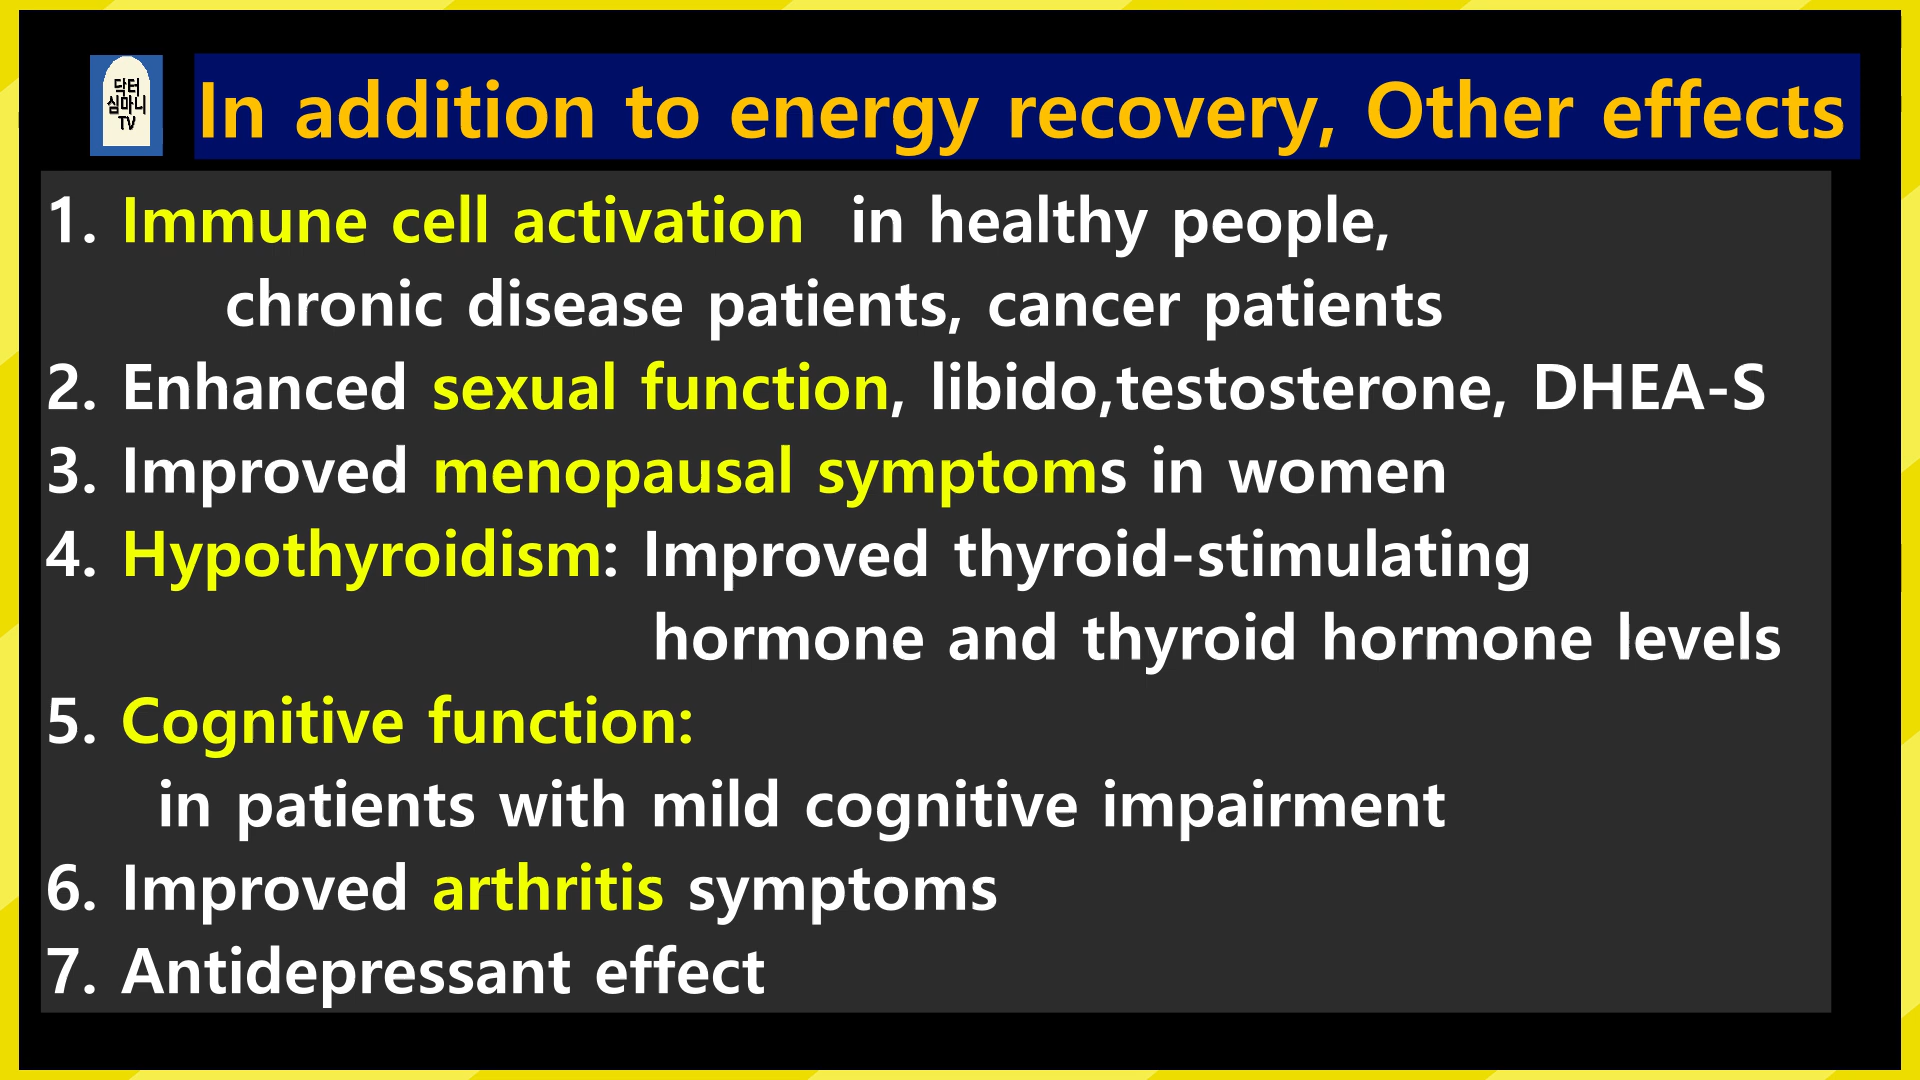 닥터
심마니
TV
In addition to energy recovery, Other effects
1. Immune cell activation in healthy people,
chronic disease patients, cancer patients
2. Enhanced sexual function, libido,testosterone, DHEA-S
3. Improved menopausal symptoms in women
4. Hypothyroidism: Improved thyroid-stimulating
hormone and thyroid hormone levels
5. Cognitive function:
in patients with mild cognitive impairment
6. Improved arthritis symptoms
7. Antidepressant effect